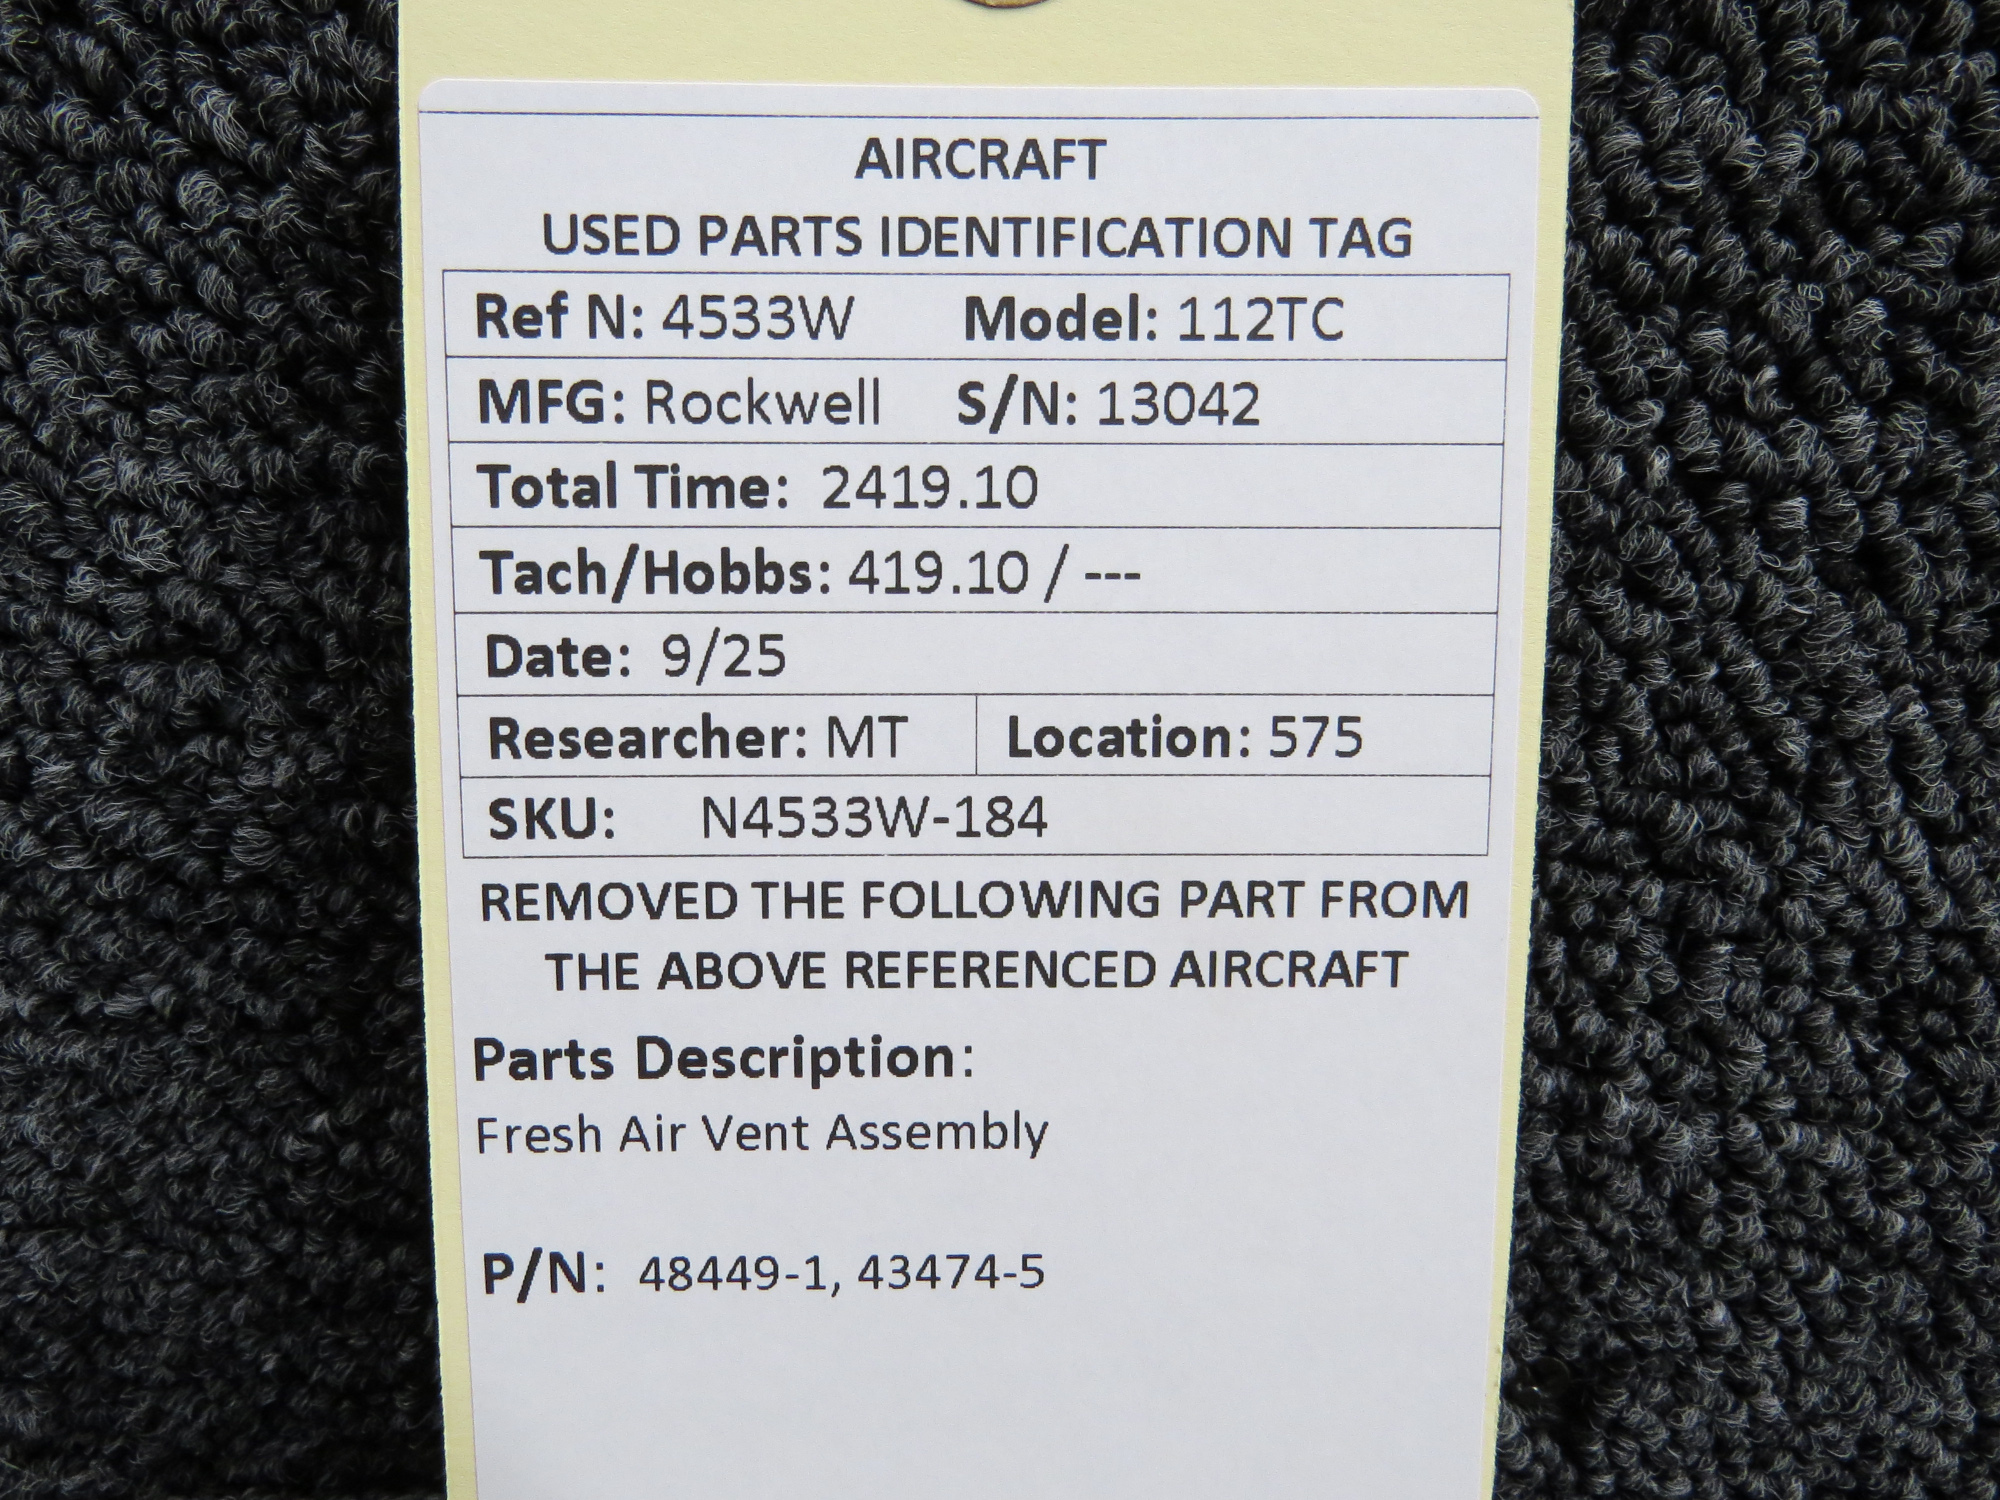 AIRCRAFT
USED PARTS IDENTIFICATION TAG
Ref N: 4533W Model: 112TC
MFG: Rockwell S/N: 13042
Total Time: 2419.10
Tach/Hobbs: 419.10 / ---
Date: 9/25
Researcher: MT Location: 575
SKU: N4533W-184
REMOVED THE FOLLOWING PART FROM
THE ABOVE REFERENCED AIRCRAFT
Parts Description:
Fresh Air Vent Assembly
P/N: 48449-1, 43474-5